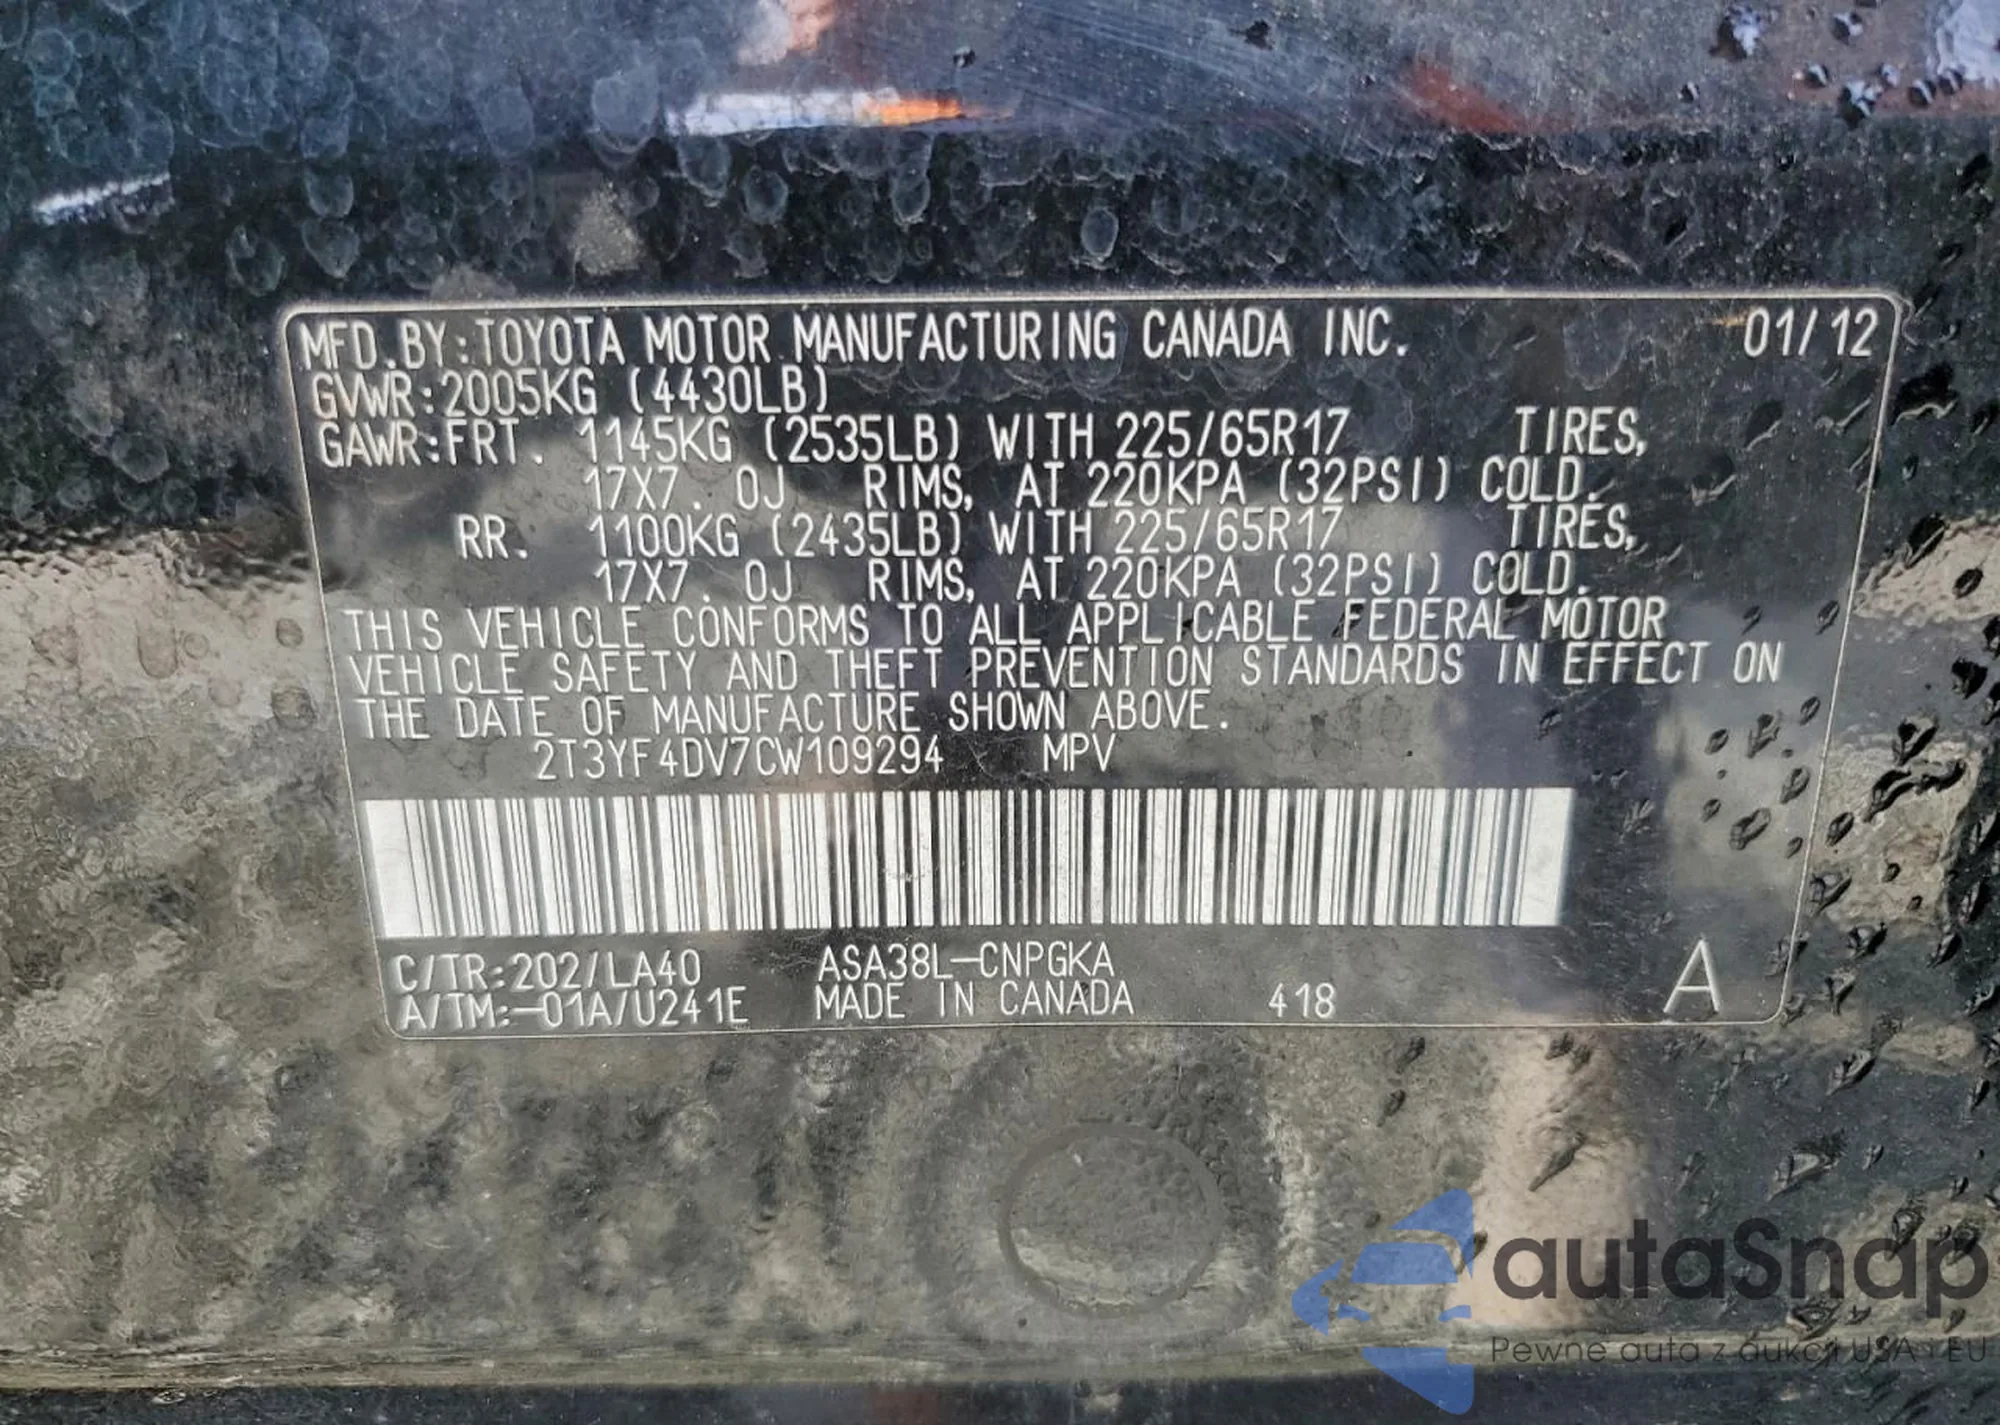 MFD.BY:TOYOTA MOTOR MANUFACTURING CANADA INC. 01/12
GVWR:2005KG (4430LB)
GAWR:FRT. 1145KG (2535LB) WITH 225/65R17 TIRES,
17X7.0J RIMS, AT 220KPA (32PSI) COLD.
RR. 1100KG (2435LB) WITH 225/65R17 TIRES,
17X7.0J RIMS, AT 220KPA (32PSI) COLD.
THIS VEHICLE CONFORMS TO ALL APPLICABLE FEDERAL MOTOR
VEHICLE SAFETY AND THEFT PREVENTION STANDARDS IN EFFECT ON
THE DATE OF MANUFACTURE SHOWN ABOVE.
2T3YF4DV7CW109294 MPV
C/TR:202/LA40 ASA38L-CNPGKA
A/TM:-01A/U241E MADE IN CANADA 418 A
autaSnap
Pewne auta z aukcji USA i EU